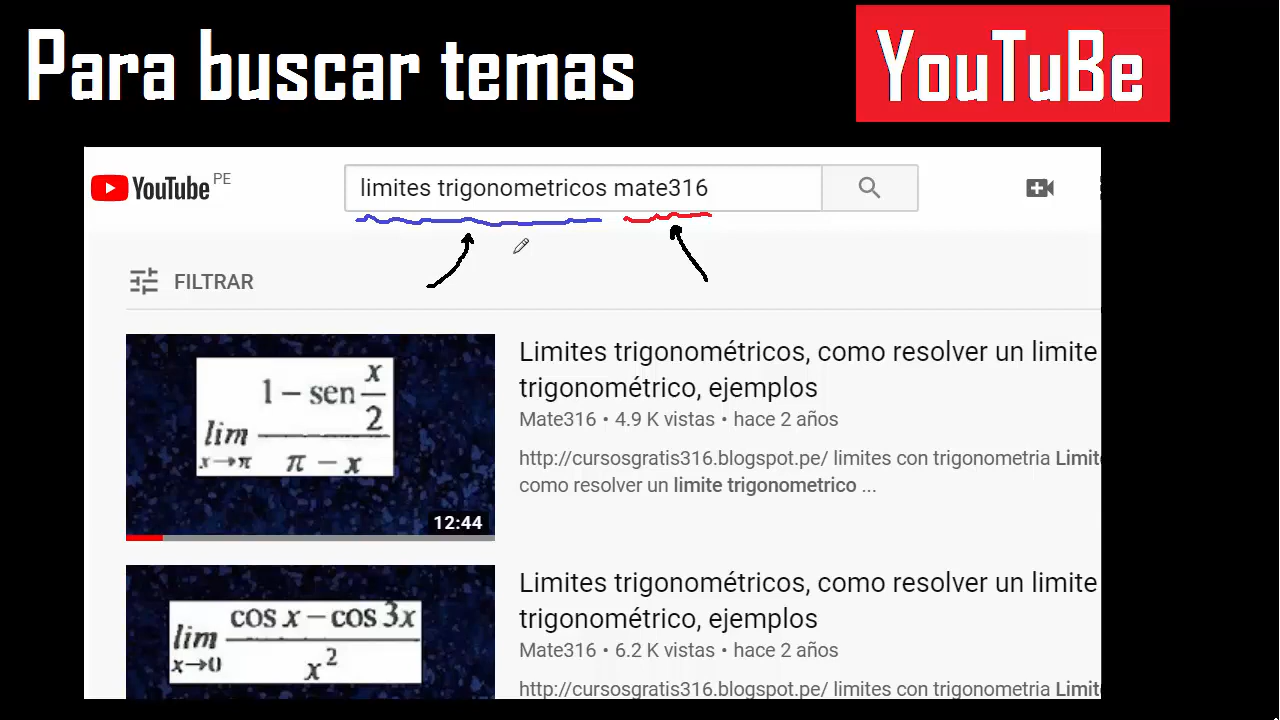 Para buscar temas
YouTuBe
YouTube PE
limites trigonometricos mate316
FILTRAR
Limites trigonométricos, como resolver un limite
trigonométrico, ejemplos
Mate316 • 4.9 K vistas • hace 2 años
http://cursosgratis316.blogspot.pe/ limites con trigonometria Limit
como resolver un limite trigonometrico ...
1 − sen x/2
lim
x→π
π − x
12:44
Limites trigonométricos, como resolver un limite
trigonométrico, ejemplos
Mate316 • 6.2 K vistas • hace 2 años
http://cursosgratis316.blogspot.pe/ limites con trigonometria Limit
cos x − cos 3x
lim
x→0
x²